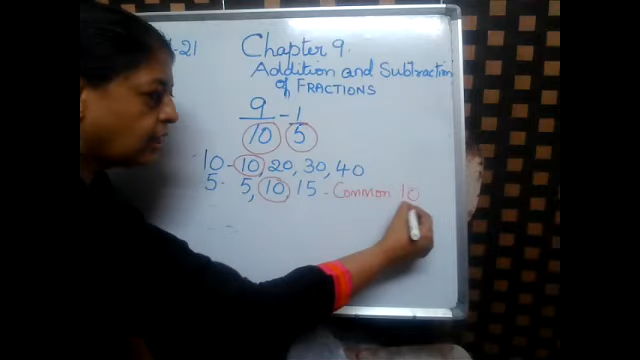 -21 Chapter 9.
Addition and Subtraction
of FRACTIONS
9/10 - 1/5
10 - 10, 20, 30, 40
5 - 5, 10, 15 - Common 10